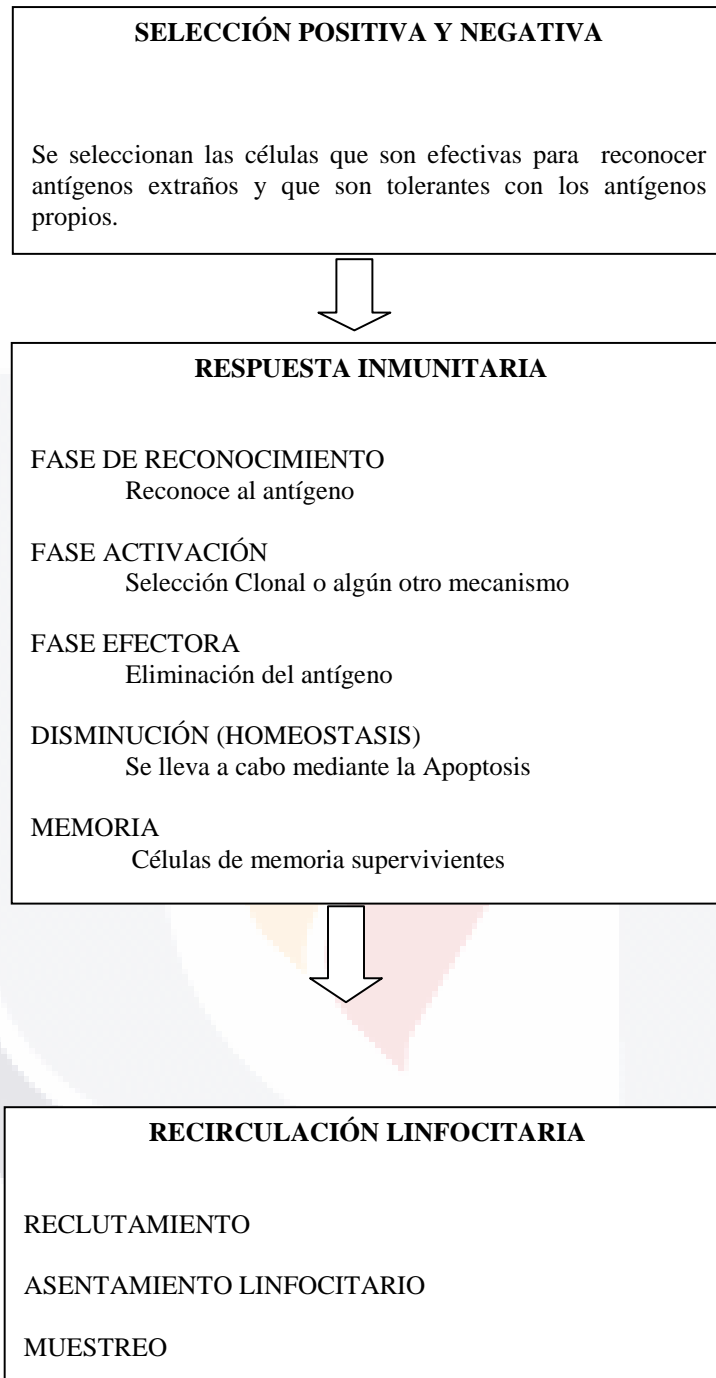 SELECCIÓN POSITIVA Y NEGATIVA
Se seleccionan las células que son efectivas para reconocer
antígenos extraños y que son tolerantes con los antígenos
propios.
RESPUESTA INMUNITARIA
FASE DE RECONOCIMIENTO
Reconoce al antígeno
FASE ACTIVACIÓN
Selección Clonal o algún otro mecanismo
FASE EFECTORA
Eliminación del antígeno
DISMINUCIÓN (HOMEOSTASIS)
Se lleva a cabo mediante la Apoptosis
MEMORIA
Células de memoria supervivientes
RECIRCULACIÓN LINFOCITARIA
RECLUTAMIENTO
ASENTAMIENTO LINFOCITARIO
MUESTREO